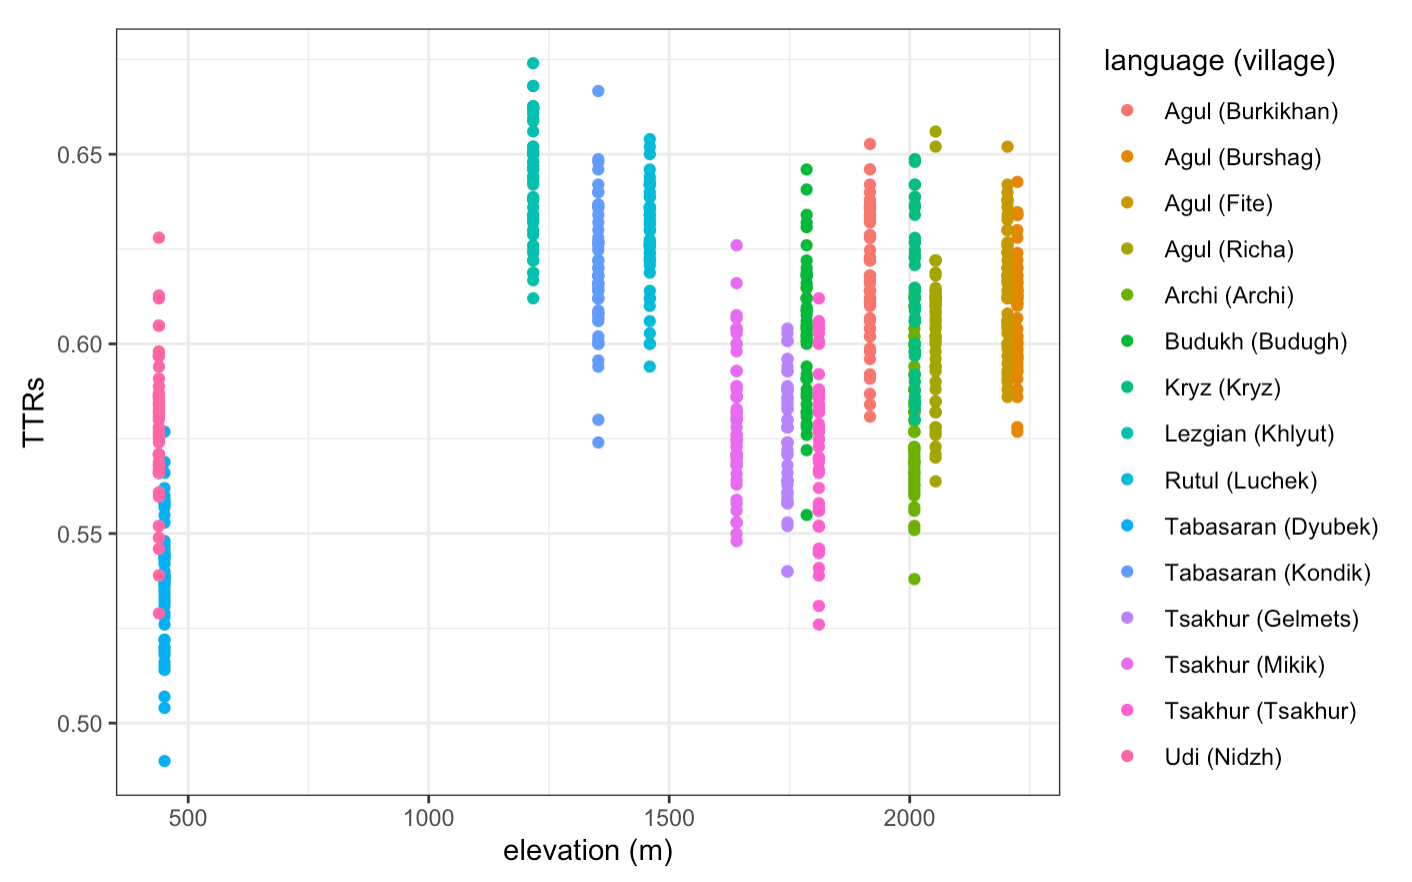 language (village)
Agul (Burkikhan)
Agul (Burshag)
Agul (Fite)
Agul (Richa)
Archi (Archi)
Budukh (Budugh)
Kryz (Kryz)
Lezgian (Khlyut)
Rutul (Luchek)
Tabasaran (Dyubek)
Tabasaran (Kondik)
Tsakhur (Gelmets)
Tsakhur (Mikik)
Tsakhur (Tsakhur)
Udi (Nidzh)
TTRs
0.65
0.60
0.55
0.50
500 1000 1500 2000
elevation (m)